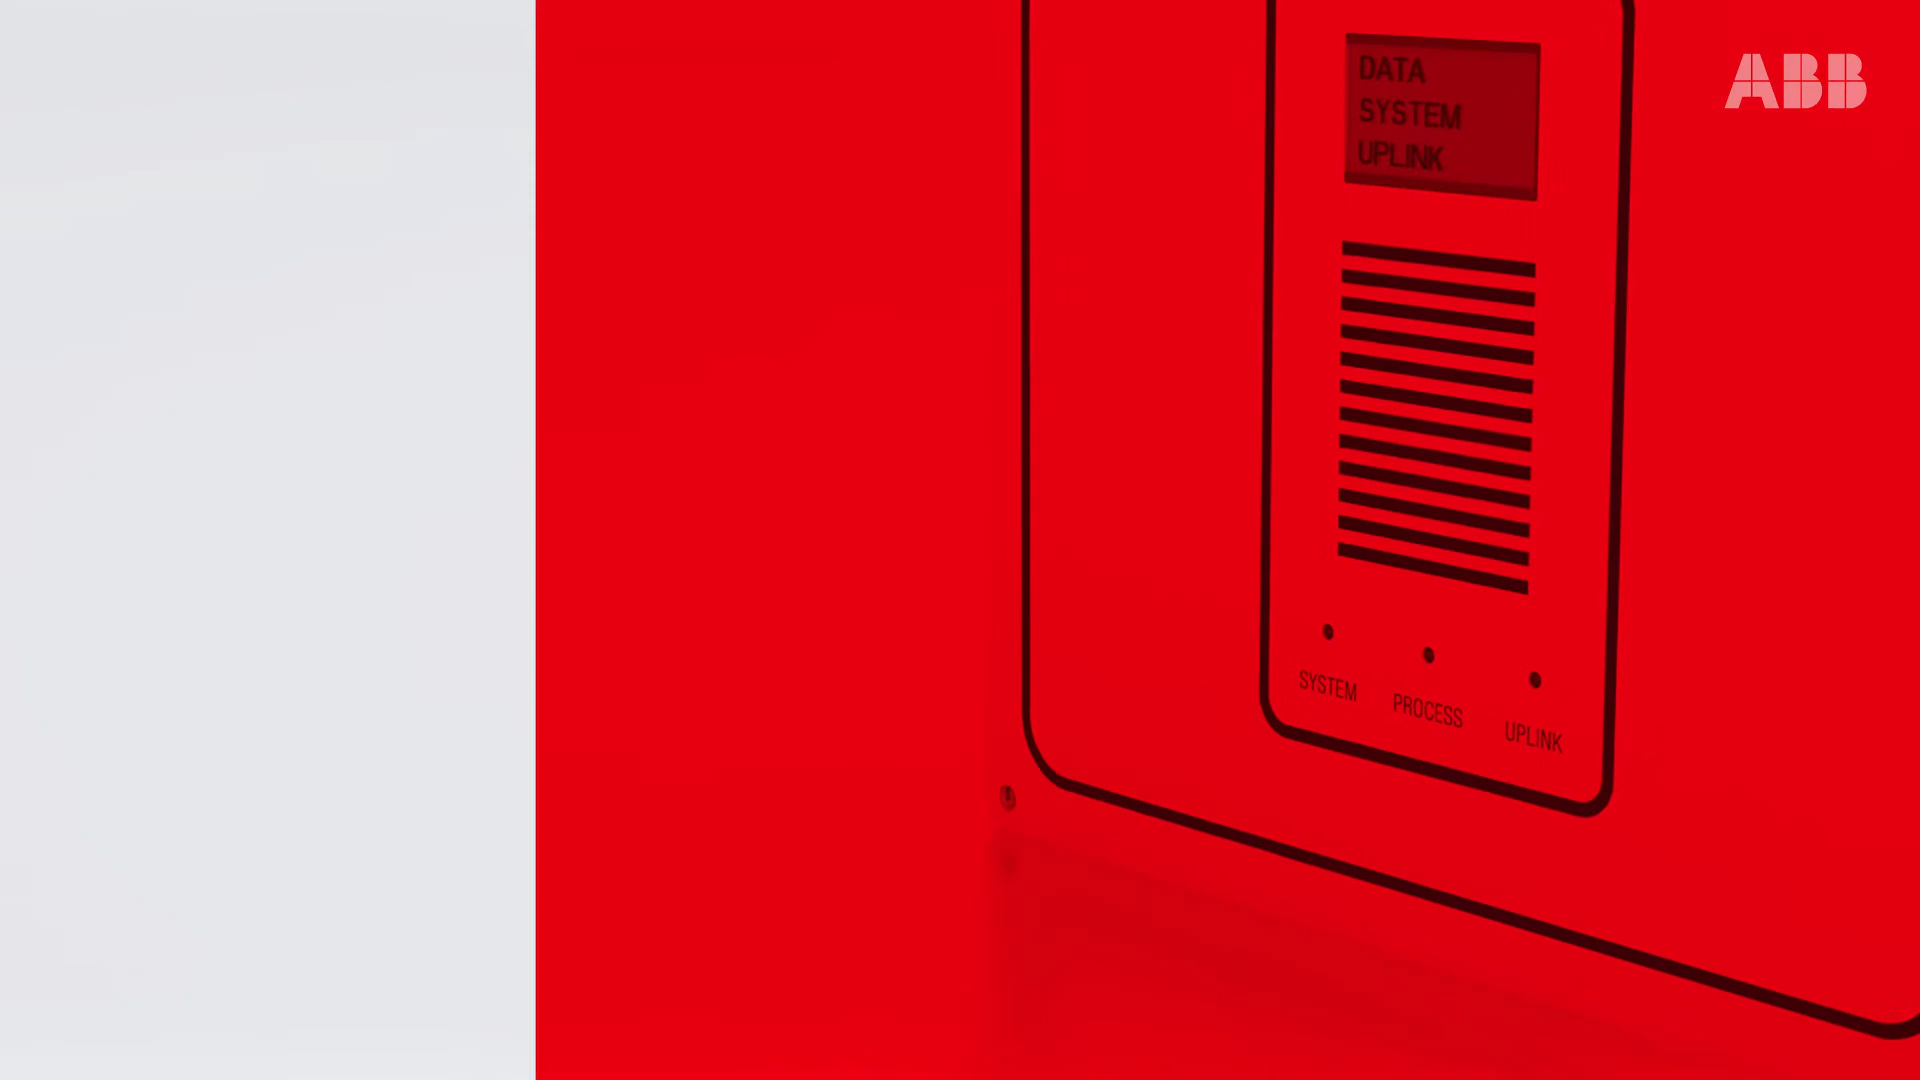 DATA
SYSTEM
UPLINK
ABB
SYSTEM
PROCESS
UPLINK